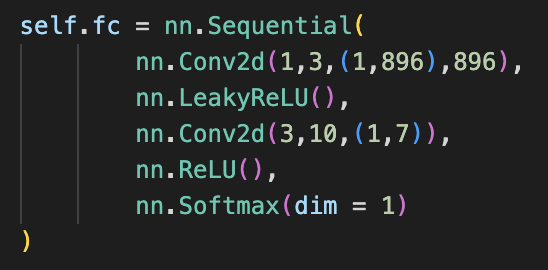 self.fc = nn.Sequential(
nn.Conv2d(1,3,(1,896),896),
nn.LeakyReLU(),
nn.Conv2d(3,10,(1,7)),
nn.ReLU(),
nn.Softmax(dim = 1)
)